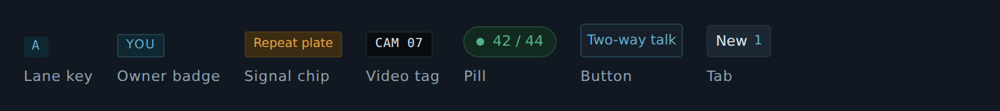 A YOU Repeat plate CAM 07 42 / 44 Two-way talk New 1
Lane key Owner badge Signal chip Video tag Pill Button Tab